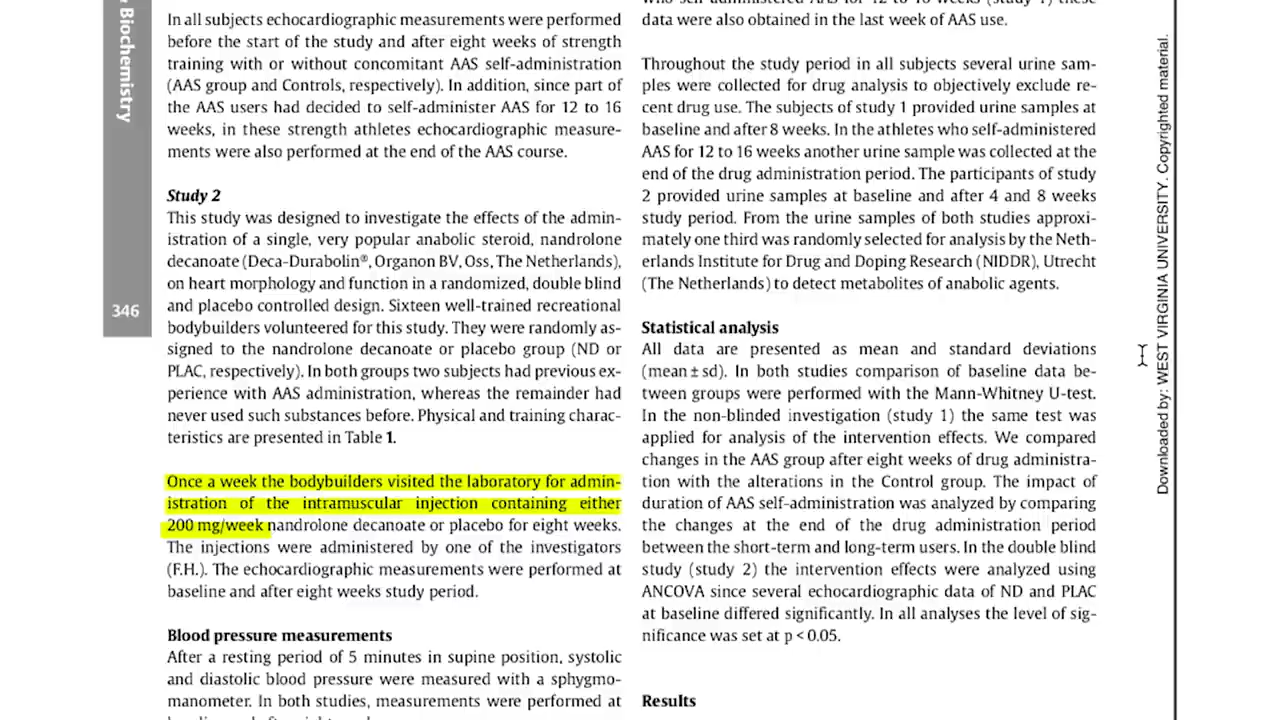 & Biochemistry
346
In all subjects echocardiographic measurements were performed
before the start of the study and after eight weeks of strength
training with or without concomitant AAS self-administration
(AAS group and Controls, respectively). In addition, since part of
the AAS users had decided to self-administer AAS for 12 to 16
weeks, in these strength athletes echocardiographic measure-
ments were also performed at the end of the AAS course.
Study 2
This study was designed to investigate the effects of the admin-
istration of a single, very popular anabolic steroid, nandrolone
decanoate (Deca-Durabolin®, Organon BV, Oss, The Netherlands),
on heart morphology and function in a randomized, double blind
and placebo controlled design. Sixteen well-trained recreational
bodybuilders volunteered for this study. They were randomly as-
signed to the nandrolone decanoate or placebo group (ND or
PLAC, respectively). In both groups two subjects had previous ex-
perience with AAS administration, whereas the remainder had
never used such substances before. Physical and training charac-
teristics are presented in Table 1.
Once a week the bodybuilders visited the laboratory for admin-
istration of the intramuscular injection containing either
200 mg/week nandrolone decanoate or placebo for eight weeks.
The injections were administered by one of the investigators
(F.H.). The echocardiographic measurements were performed at
baseline and after eight weeks study period.
Blood pressure measurements
After a resting period of 5 minutes in supine position, systolic
and diastolic blood pressure were measured with a sphygmo-
manometer. In both studies, measurements were performed at
data were also obtained in the last week of AAS use.
Throughout the study period in all subjects several urine sam-
ples were collected for drug analysis to objectively exclude re-
cent drug use. The subjects of study 1 provided urine samples at
baseline and after 8 weeks. In the athletes who self-administered
AAS for 12 to 16 weeks another urine sample was collected at the
end of the drug administration period. The participants of study
2 provided urine samples at baseline and after 4 and 8 weeks
study period. From the urine samples of both studies approxi-
mately one third was randomly selected for analysis by the Neth-
erlands Institute for Drug and Doping Research (NIDDR), Utrecht
(The Netherlands) to detect metabolites of anabolic agents.
Statistical analysis
All data are presented as mean and standard deviations
(mean ± sd). In both studies comparison of baseline data be-
tween groups were performed with the Mann-Whitney U-test.
In the non-blinded investigation (study 1) the same test was
applied for analysis of the intervention effects. We compared
changes in the AAS group after eight weeks of drug administra-
tion with the alterations in the Control group. The impact of
duration of AAS self-administration was analyzed by comparing
the changes at the end of the drug administration period
between the short-term and long-term users. In the double blind
study (study 2) the intervention effects were analyzed using
ANCOVA since several echocardiographic data of ND and PLAC
at baseline differed significantly. In all analyses the level of sig-
nificance was set at p < 0.05.
Results
Downloaded by: WEST VIRGINIA UNIVERSITY. Copyrighted material.